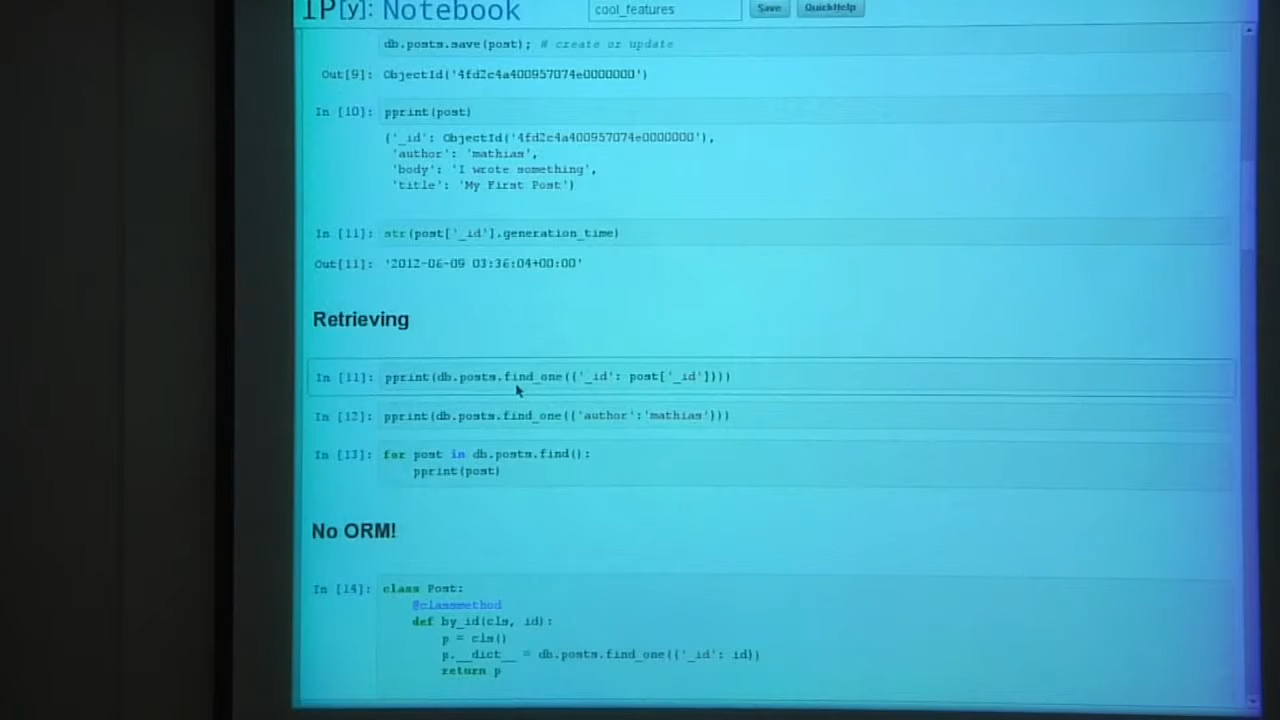 IP[y]: Notebook cool_features Save QuickHelp
db.posts.save(post); # create or update
Out[9]: ObjectId('4fd2c4a400957074e0000000')
In [10]: pprint(post)
{'_id': ObjectId('4fd2c4a400957074e0000000'),
'author': 'mathias',
'body': 'I wrote something',
'title': 'My First Post'}
In [11]: str(post['_id'].generation_time)
Out[11]: '2012-06-09 03:36:04+00:00'
Retrieving
In [11]: pprint(db.posts.find_one({'_id': post['_id']}))
In [12]: pprint(db.posts.find_one({'author':'mathias'}))
In [13]: for post in db.posts.find():
pprint(post)
No ORM!
In [14]: class Post:
@classmethod
def by_id(cls, id):
p = cls()
p.__dict__ = db.posts.find_one({'_id': id})
return p